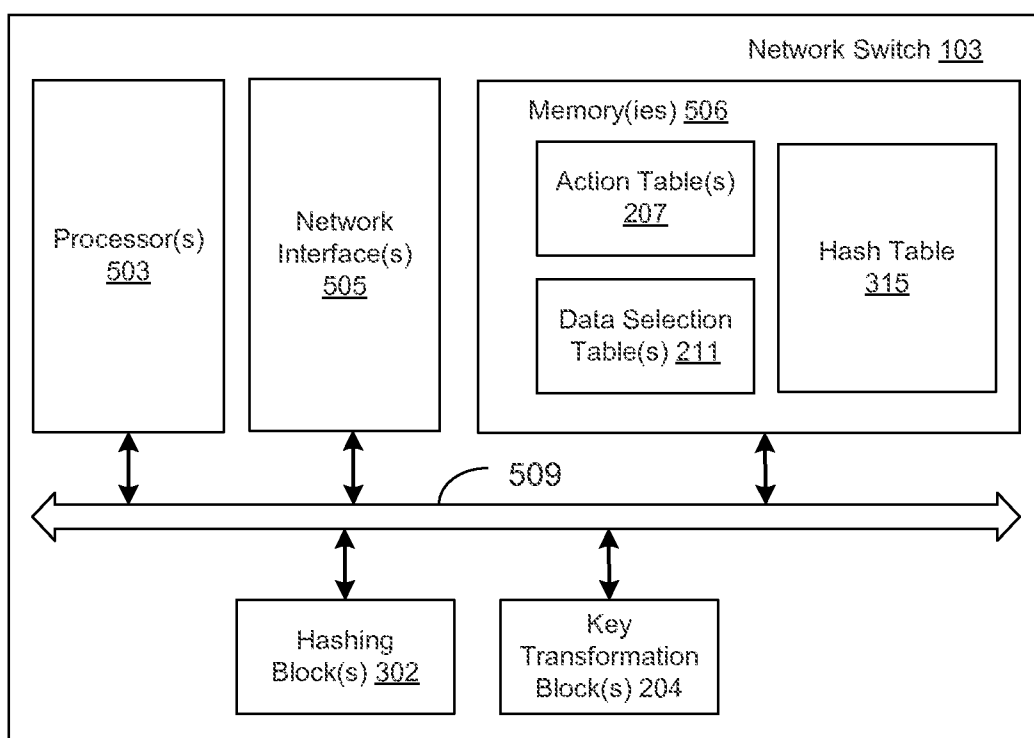 Network Switch 103
Processor(s)
503
Network
Interface(s)
505
Memory(ies) 506
Action Table(s)
207
Data Selection
Table(s) 211
Hash Table
315
509
Hashing
Block(s) 302
Key
Transformation
Block(s) 204